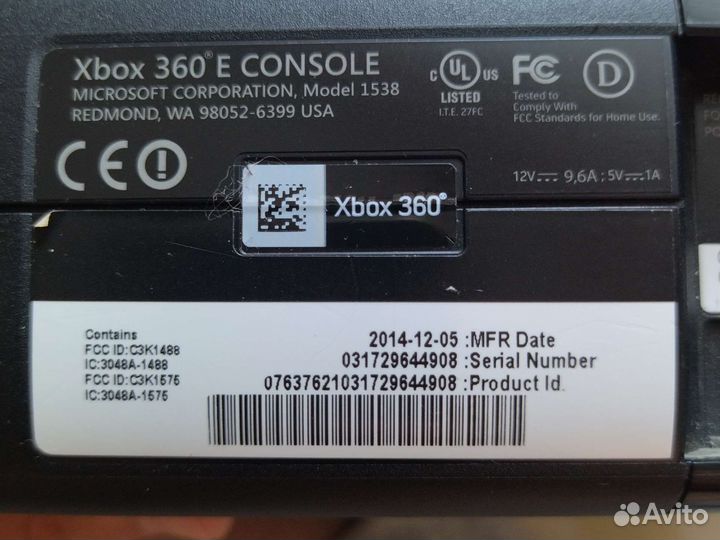 Xbox 360® E CONSOLE
MICROSOFT CORPORATION, Model 1538
REDMOND, WA 98052-6399 USA
CE
C UL US
LISTED
I.T.E. 27FC
FC
Tested to
Comply With
FCC Standards for Home Use.
D
12V⎓ 9,6A ; 5V⎓1A
Xbox 360®
Contains
FCC ID:C3K1488
IC:3048A-1488
FCC ID:C3K1575
IC:3048A-1575
2014-12-05 :MFR Date
031729644908 :Serial Number
07637621031729644908 :Product Id.
Avito